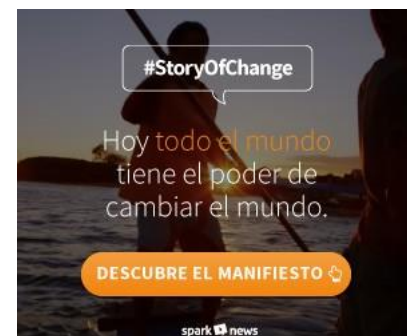 #StoryOfChange
Hoy todo el mundo
tiene el poder de
cambiar el mundo.
DESCUBRE EL MANIFIESTO
spark news